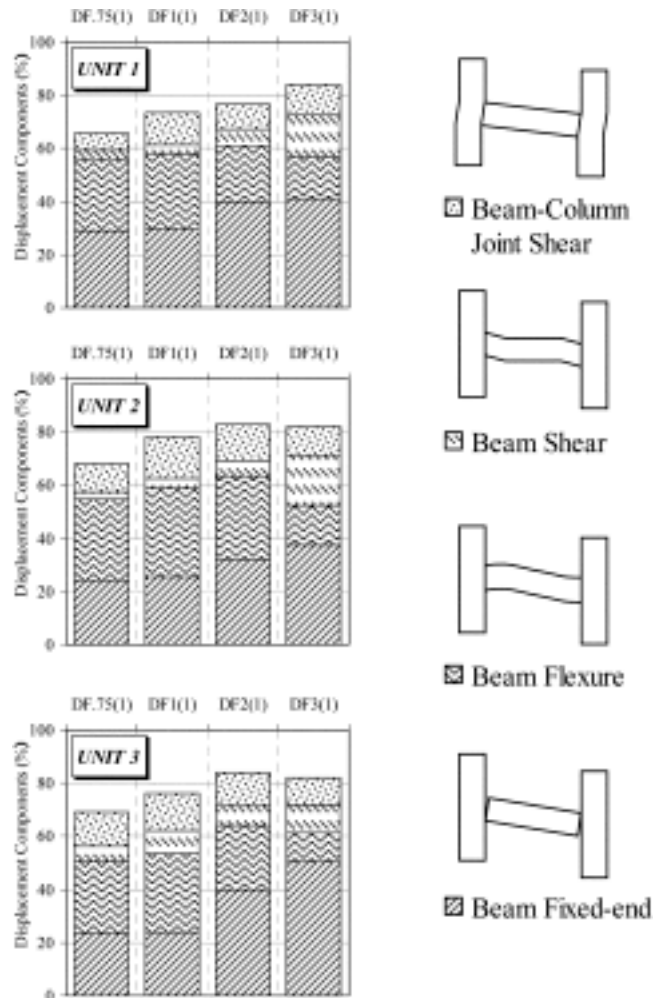 DF.75(1) DF1(1) DF2(1) DF3(1)
100
UNIT 1
80
60
40
20
0
Displacement Components (%)
DF.75(1) DF1(1) DF2(1) DF3(1)
100
UNIT 2
80
60
40
20
0
Displacement Components (%)
DF.75(1) DF1(1) DF2(1) DF3(1)
100
UNIT 3
80
60
40
20
0
Displacement Components (%)
Beam-Column
Joint Shear
Beam Shear
Beam Flexure
Beam Fixed-end